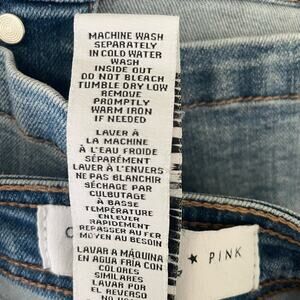 MACHINE WASH
SEPARATELY
IN COLD WATER
WASH
INSIDE OUT
DO NOT BLEACH
TUMBLE DRY LOW
REMOVE
PROMPTLY
WARM IRON
IF NEEDED
LAVER À
LA MACHINE
À L'EAU FROIDE
SÉPARÉMENT
LAVER À L'ENVERS
NE PAS BLANCHIR
SÉCHAGE PAR
CULBUTAGE
À BASSE
TEMPÉRATURE
ENLEVER
RAPIDEMENT
REPASSER AU FER
MOYEN AU BESOIN
LAVAR A MÁQUINA
EN AGUA FRÍA CON
COLORES
SIMILARES
LAVAR POR
EL REVERSO
C
★ PINK